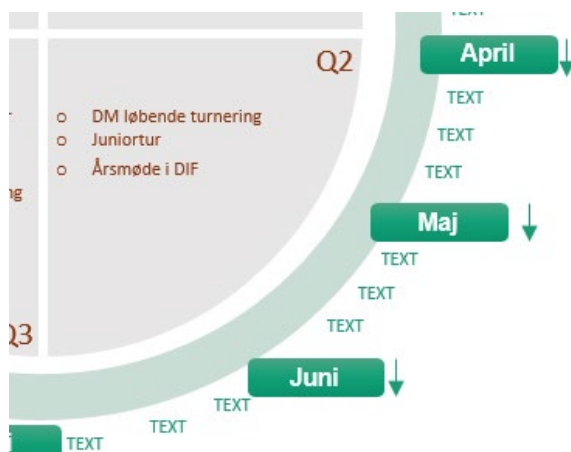 TEXT
April
Q2
TEXT
DM løbende turnering
TEXT
Juniortur
Årsmøde i DIF
TEXT
Maj
TEXT
TEXT
TEXT
Q3
Juni
TEXT
TEXT
TEXT